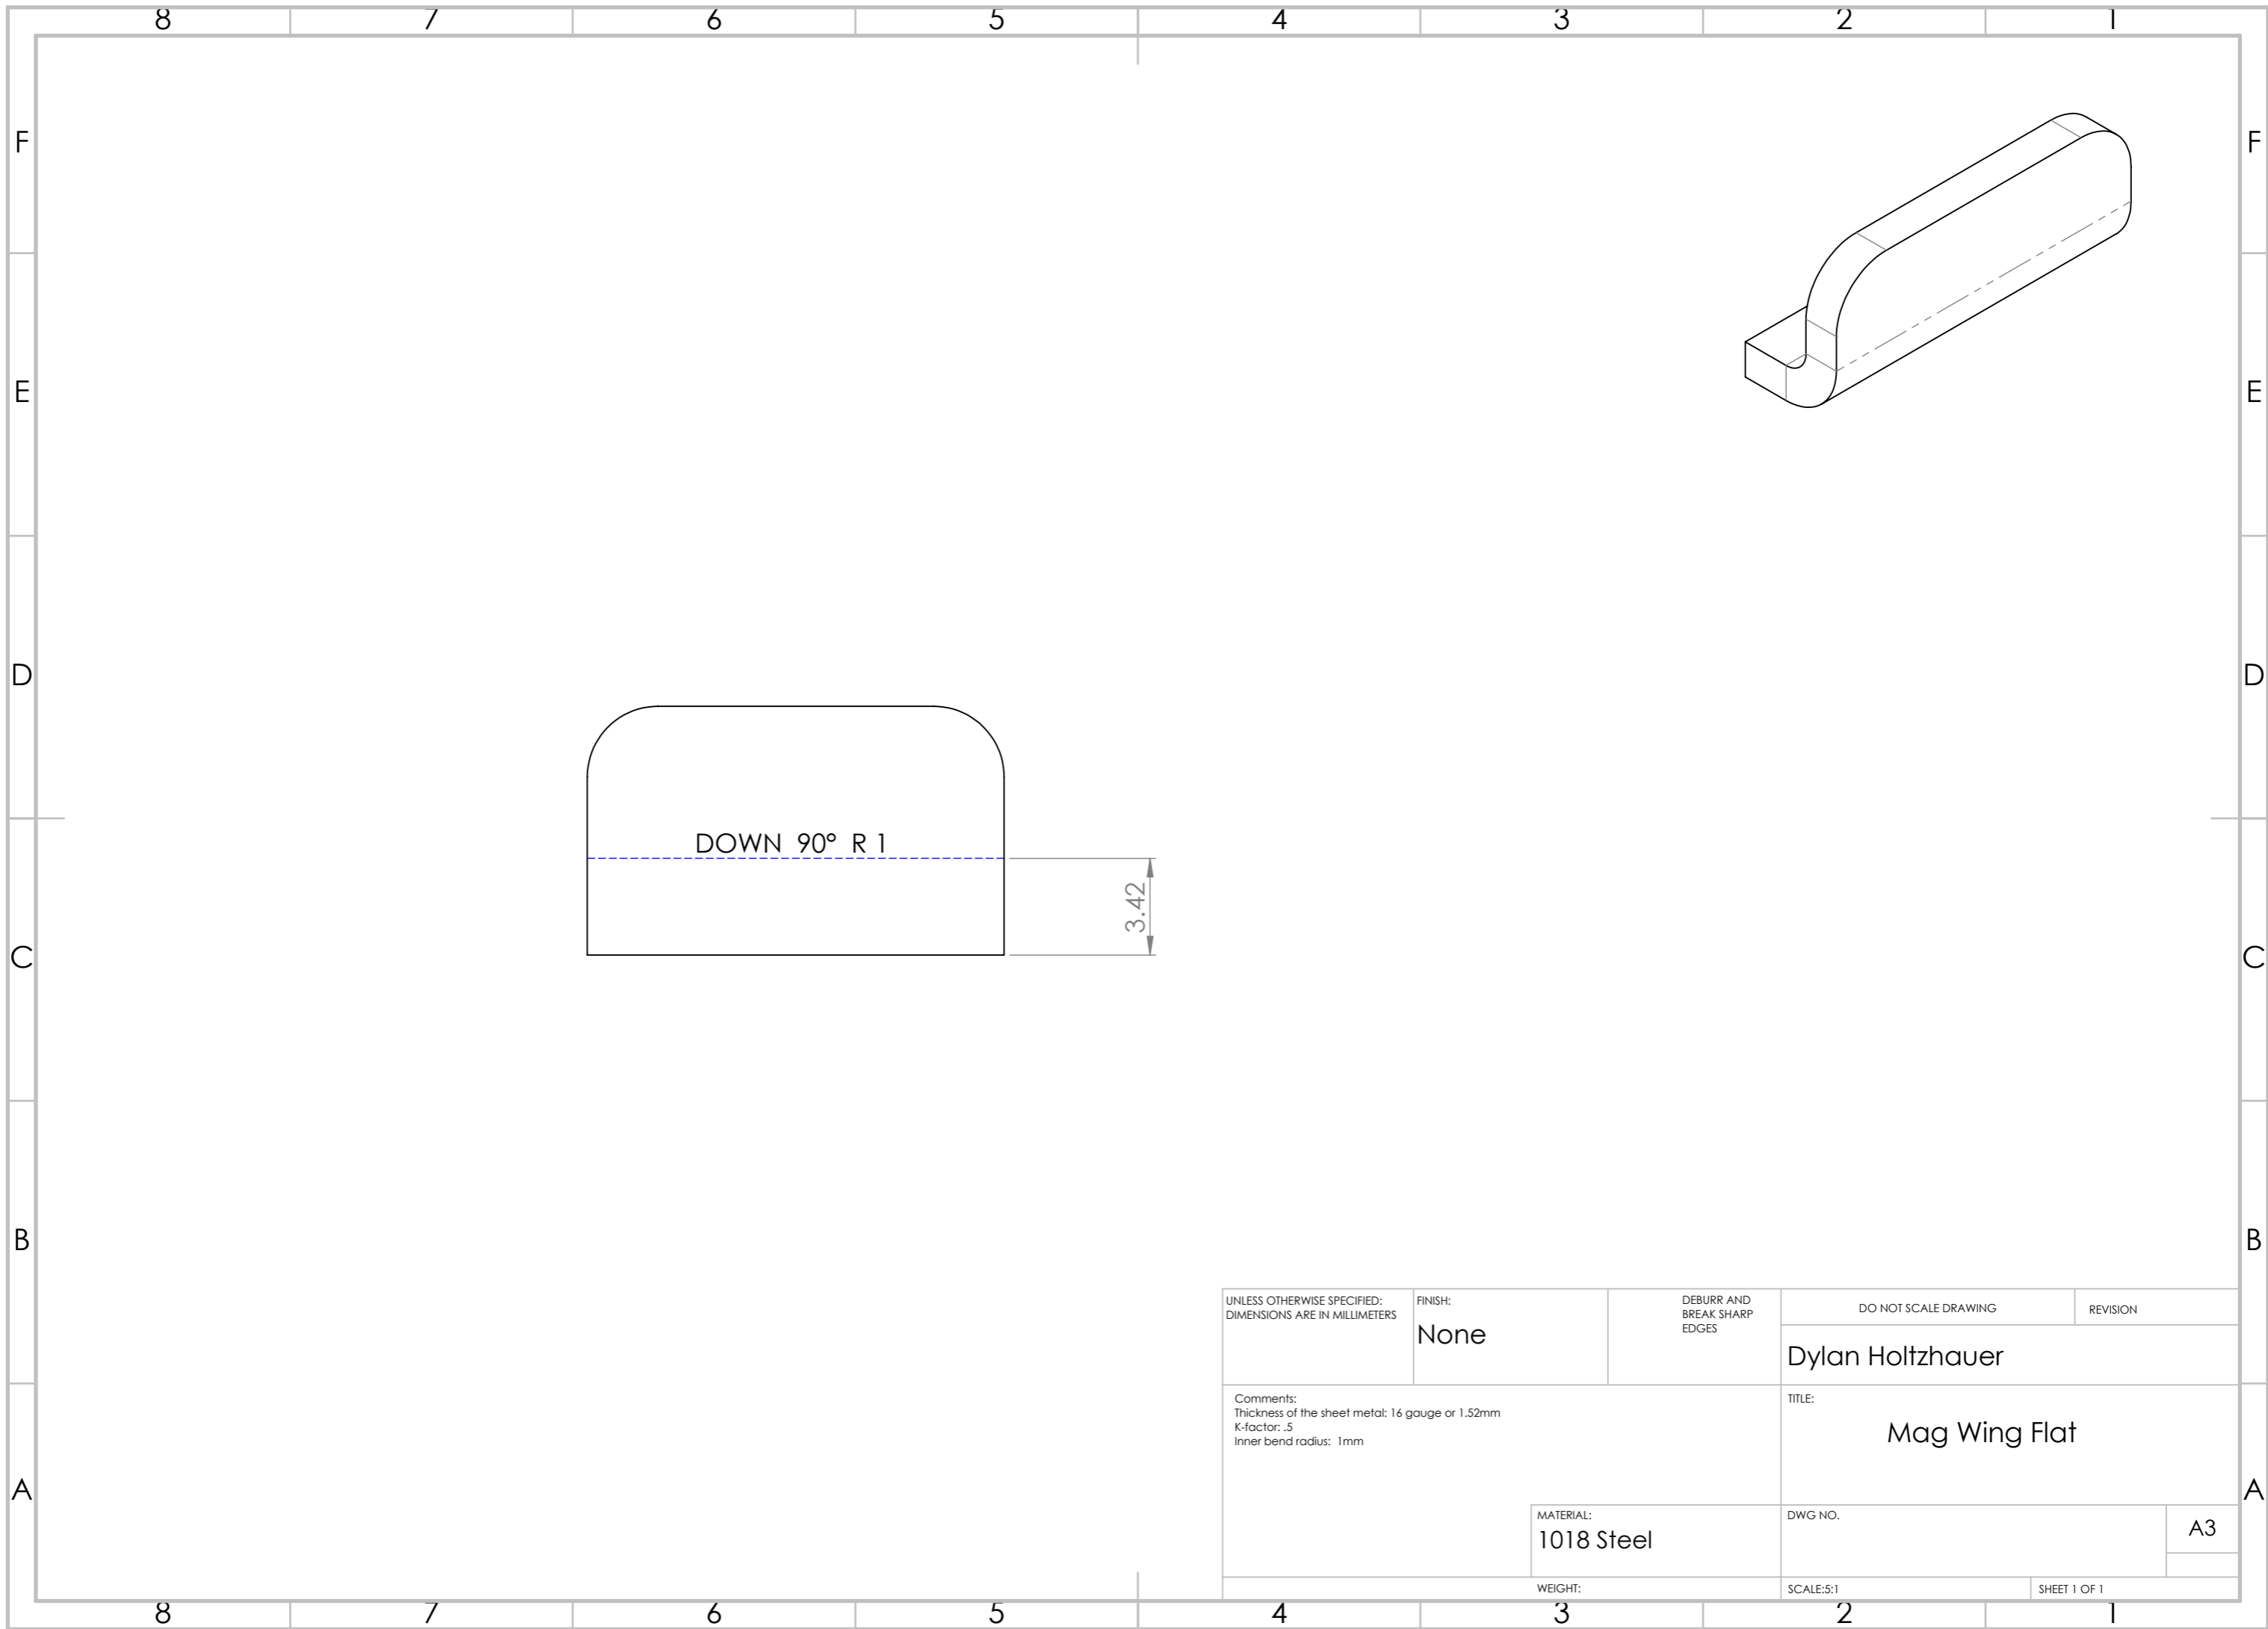 8 7 6 5 4 3 2 1
F F
E E
D D
DOWN 90° R 1
3.42
C C
B B
UNLESS OTHERWISE SPECIFIED:
DIMENSIONS ARE IN MILLIMETERS
FINISH:
None
DEBURR AND
BREAK SHARP
EDGES
DO NOT SCALE DRAWING
REVISION
Dylan Holtzhauer
Comments:
Thickness of the sheet metal: 16 gauge or 1.52mm
K-factor: .5
Inner bend radius: 1mm
TITLE:
Mag Wing Flat
A A
MATERIAL:
1018 Steel
DWG NO.
A3
WEIGHT:
SCALE:5:1
SHEET 1 OF 1
8 7 6 5 4 3 2 1